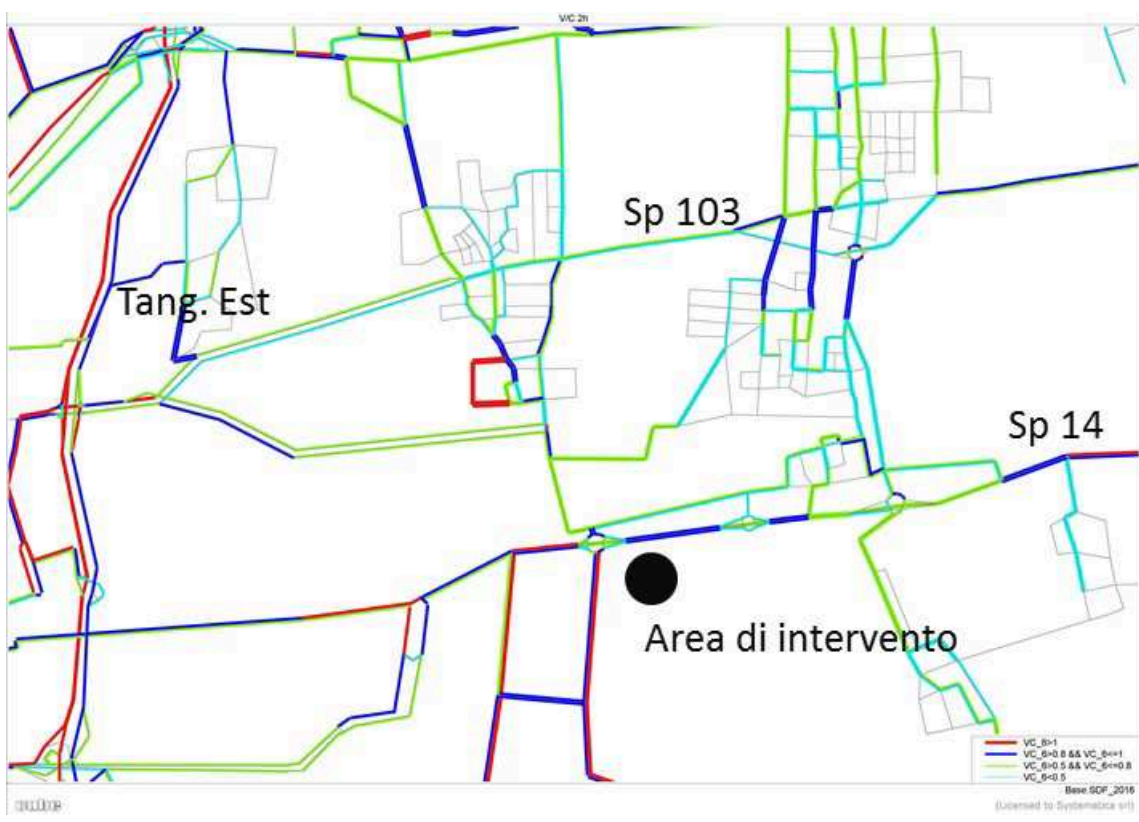 V/C 2h
Sp 103
Tang. Est
Sp 14
Area di intervento
VC_6>1
VC_6>0.8 && VC_6<=1
VC_6>0.5 && VC_6<=0.8
VC_6<0.5
Base.SDF_2016
(Licensed to Systematica srl)